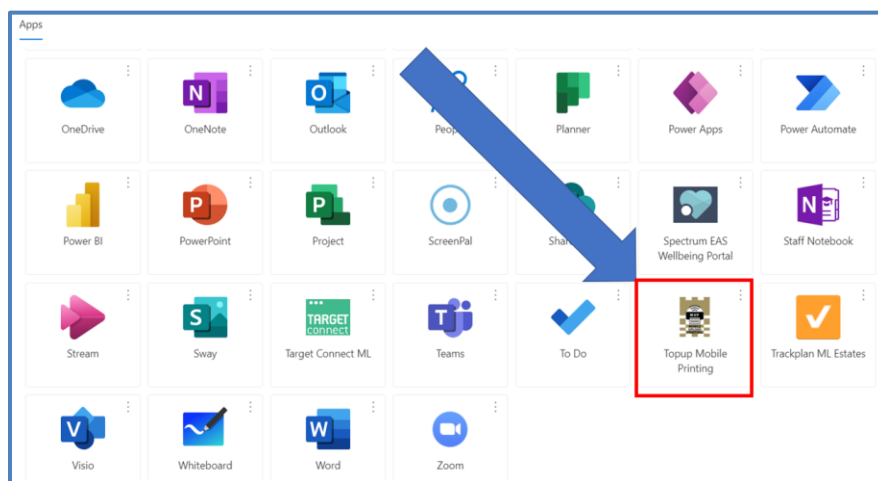 Apps
OneDrive
OneNote
Outlook
Planner
Power Apps
Power Automate
Power BI
PowerPoint
Project
ScreenPal
Spectrum EAS
Wellbeing Portal
Staff Notebook
Stream
Sway
TARGET
connect
Target Connect ML
Teams
To Do
Topup Mobile
Printing
Trackplan ML Estates
Visio
Whiteboard
Word
Zoom